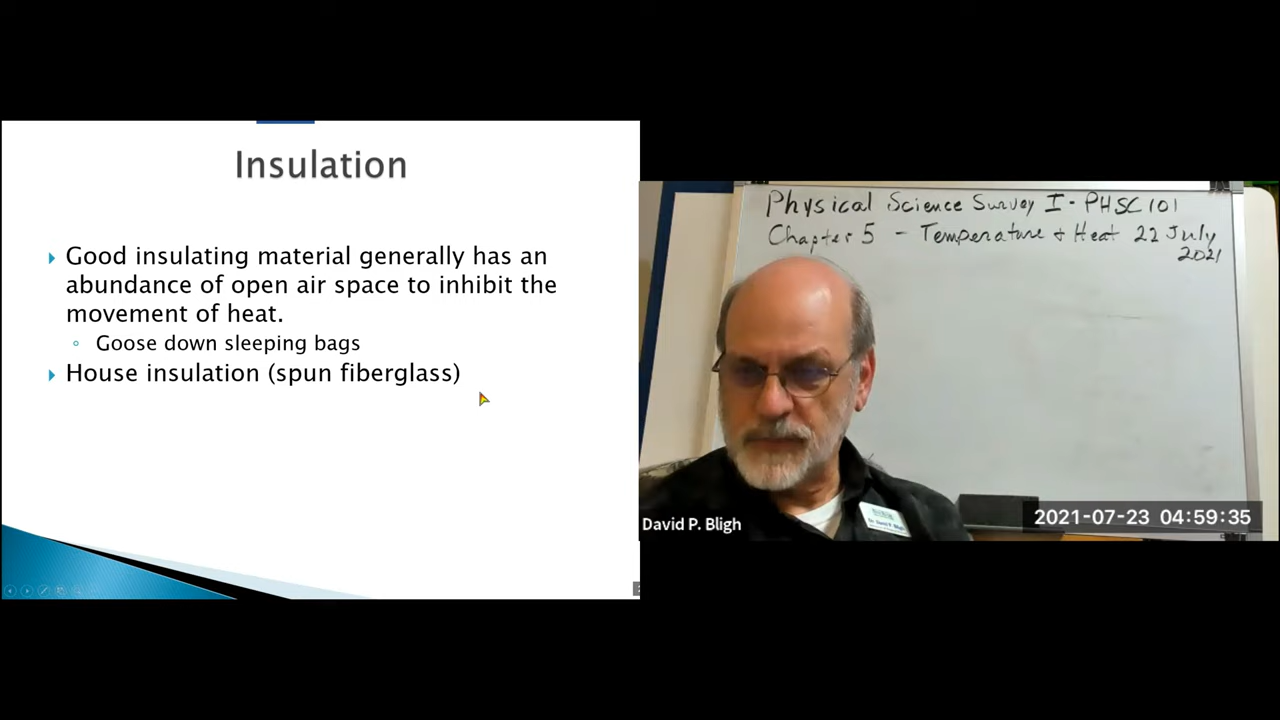 Insulation
Good insulating material generally has an
abundance of open air space to inhibit the
movement of heat.
Goose down sleeping bags
House insulation (spun fiberglass)
Physical Science Survey I - PHSC 101
Chapter 5 - Temperature + Heat 22 July
2021
David P. Bligh
2021-07-23 04:59:35